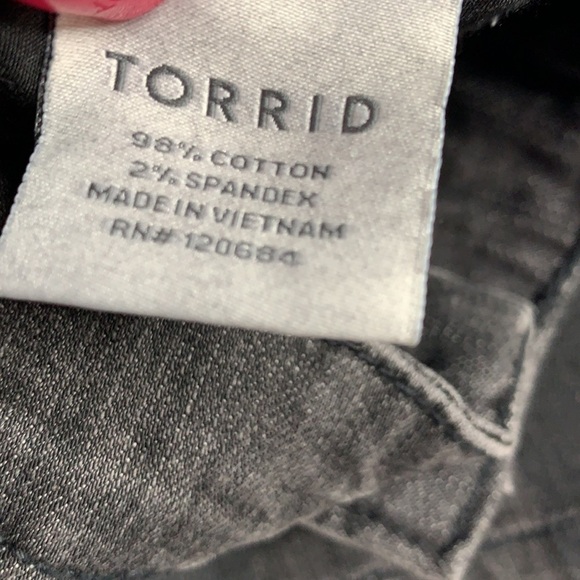 TORRID
98% COTTON
2% SPANDEX
MADE IN VIETNAM
RN# 120684